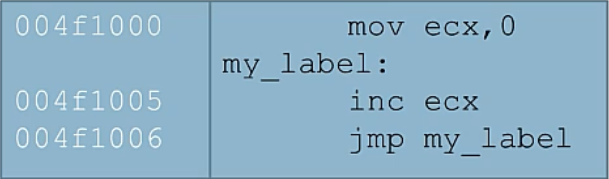 004f1000 mov ecx,0
my_label:
004f1005 inc ecx
004f1006 jmp my_label